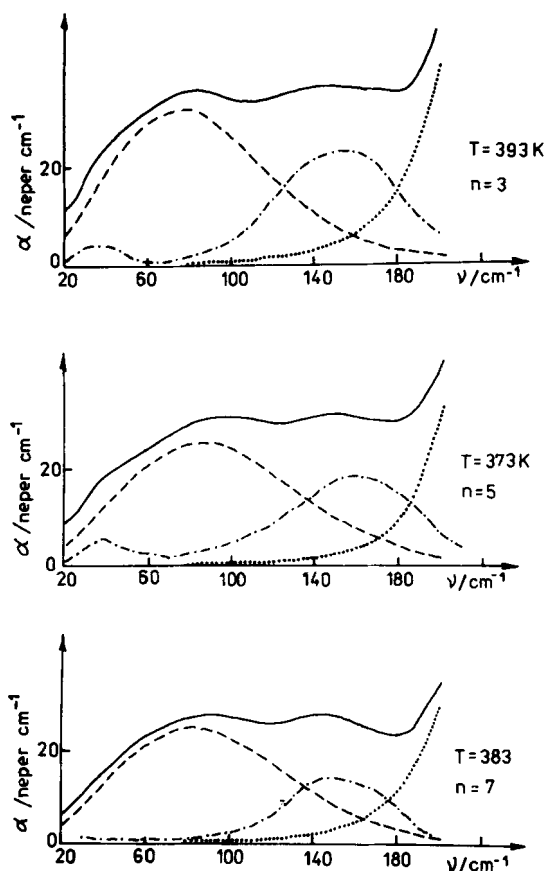 α/neper cm⁻¹
20
0
T = 393 K
n = 3
20 60 100 140 180 ν/cm⁻¹
α/neper cm⁻¹
20
0
T = 373K
n = 5
20 60 100 140 180 ν/cm⁻¹
α/neper cm⁻¹
20
0
T = 383
n = 7
20 60 100 140 180 ν/cm⁻¹